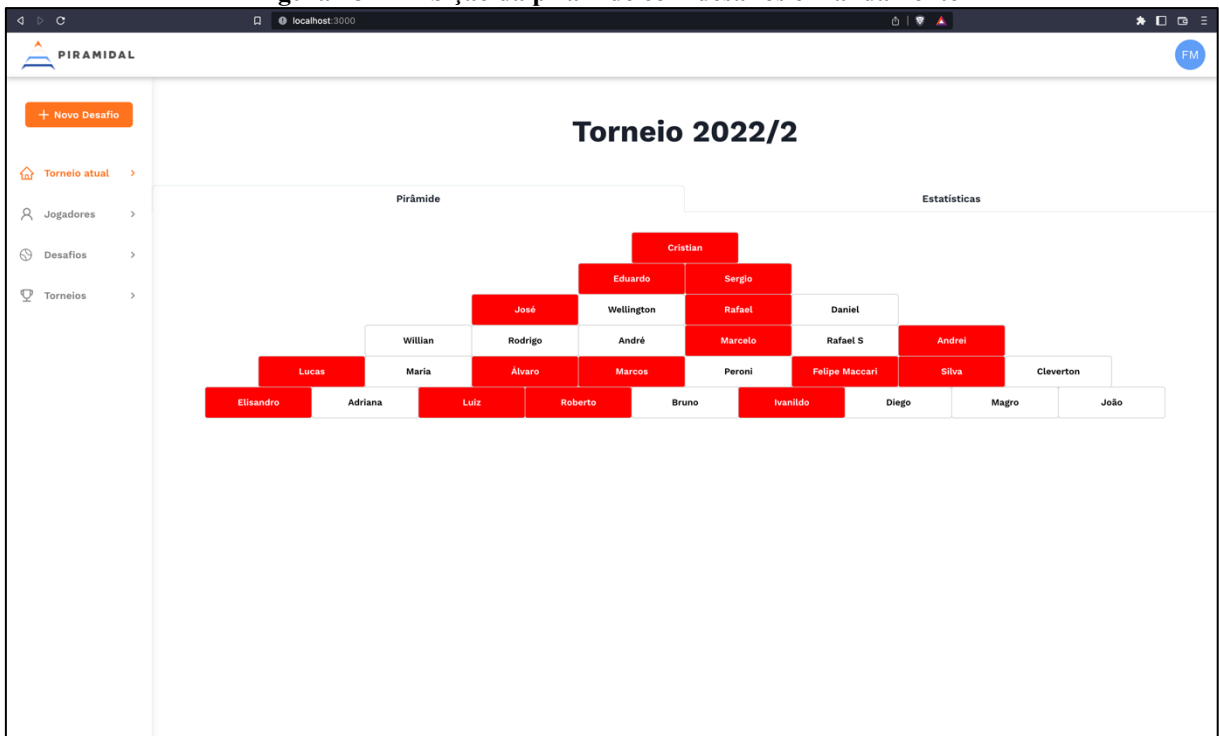 localhost:3000
PIRAMIDAL
FM
+ Novo Desafio
Torneio atual
Jogadores
Desafios
Torneios
Torneio 2022/2
Pirâmide Estatísticas
Cristian
Eduardo Sergio
José Wellington Rafael Daniel
Willian Rodrigo André Marcelo Rafael S Andrei
Lucas Maria Álvaro Marcos Peroni Felipe Maccari Silva Cleverton
Elisandro Adriana Luiz Roberto Bruno Ivanildo Diego Magro João